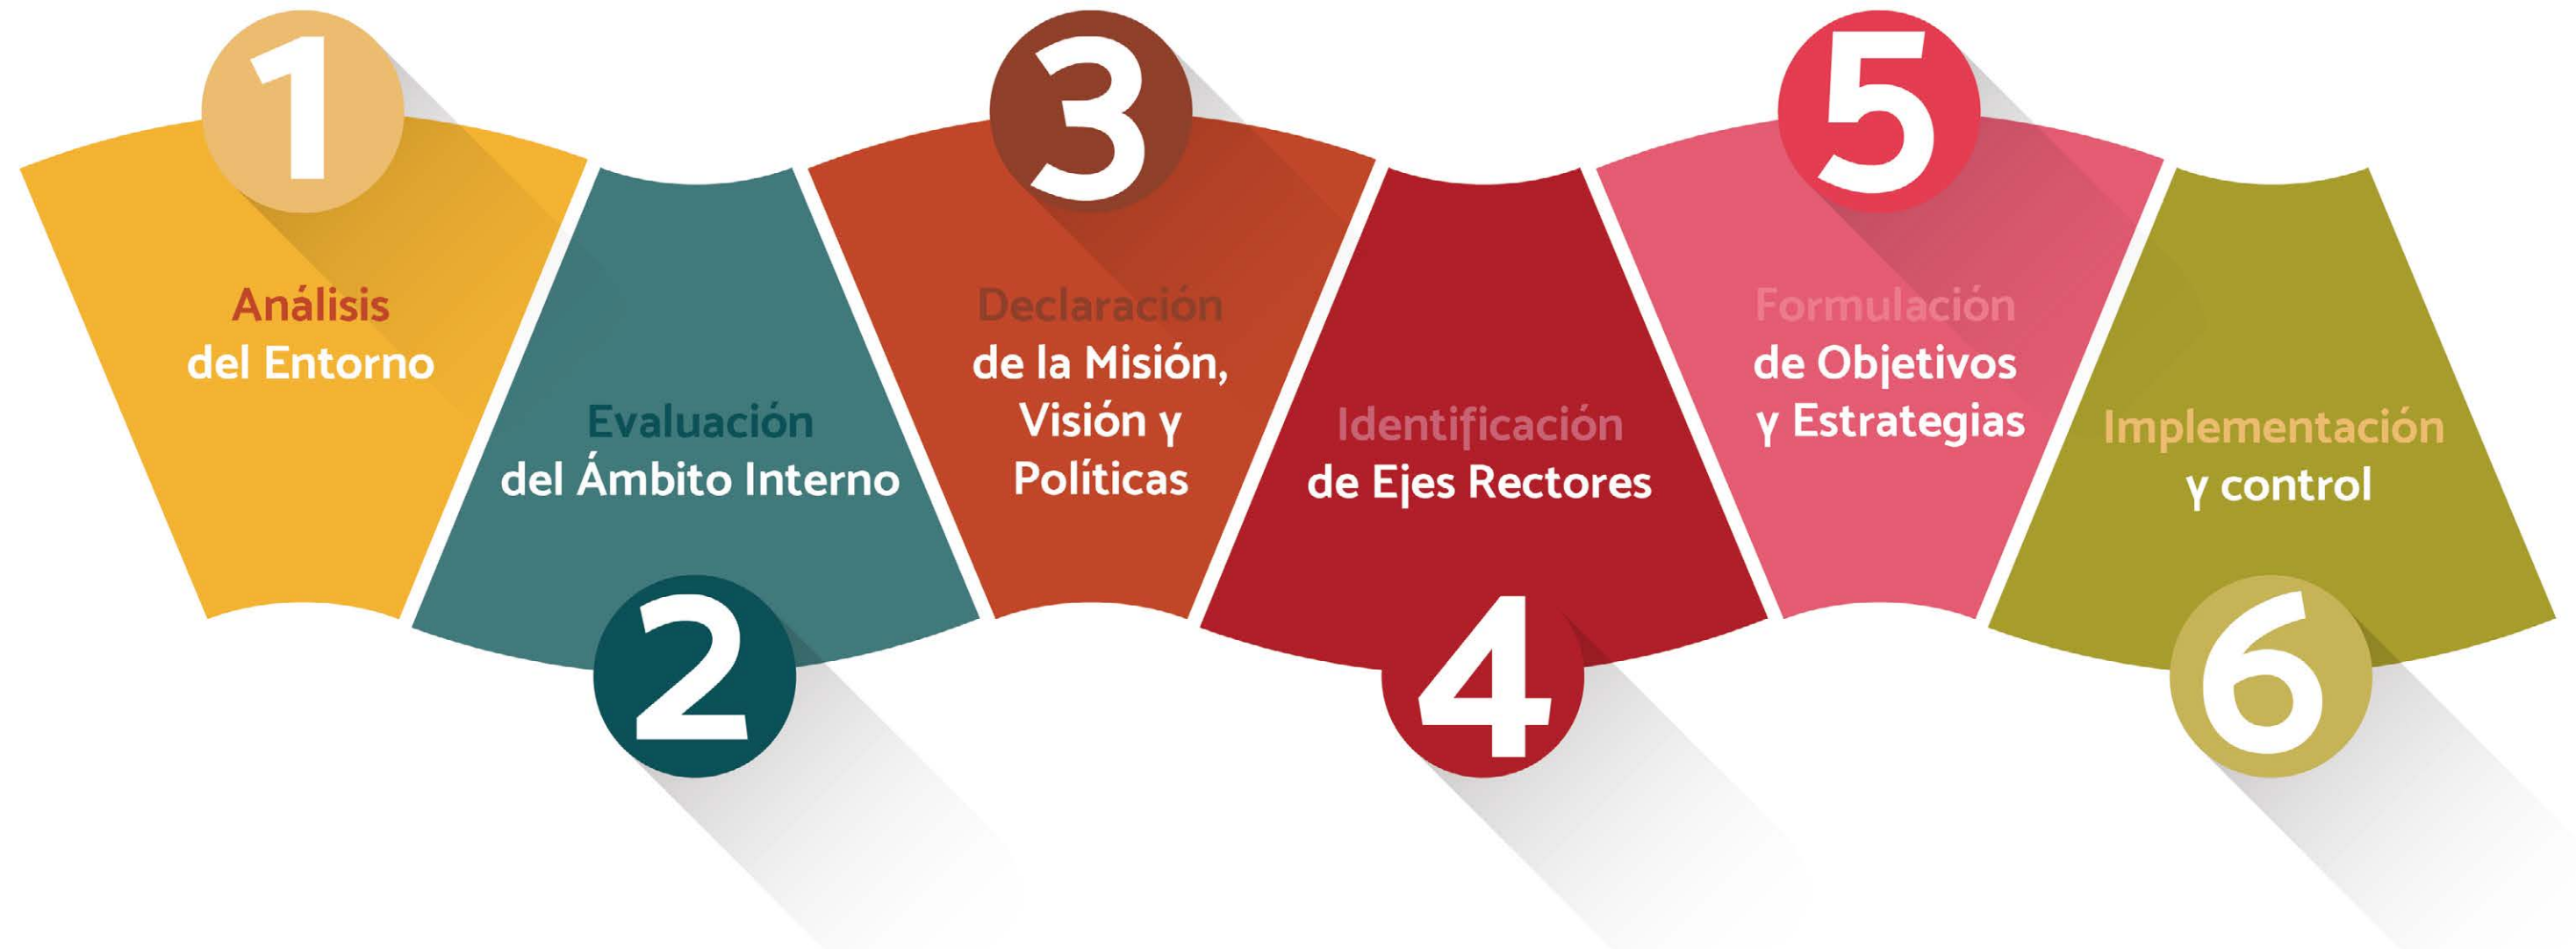 1
Análisis
del Entorno
2
Evaluación
del Ámbito Interno
3
Declaración
de la Misión,
Visión y
Políticas
4
Identificación
de Ejes Rectores
5
Formulación
de Objetivos
y Estrategias
6
Implementación
y control